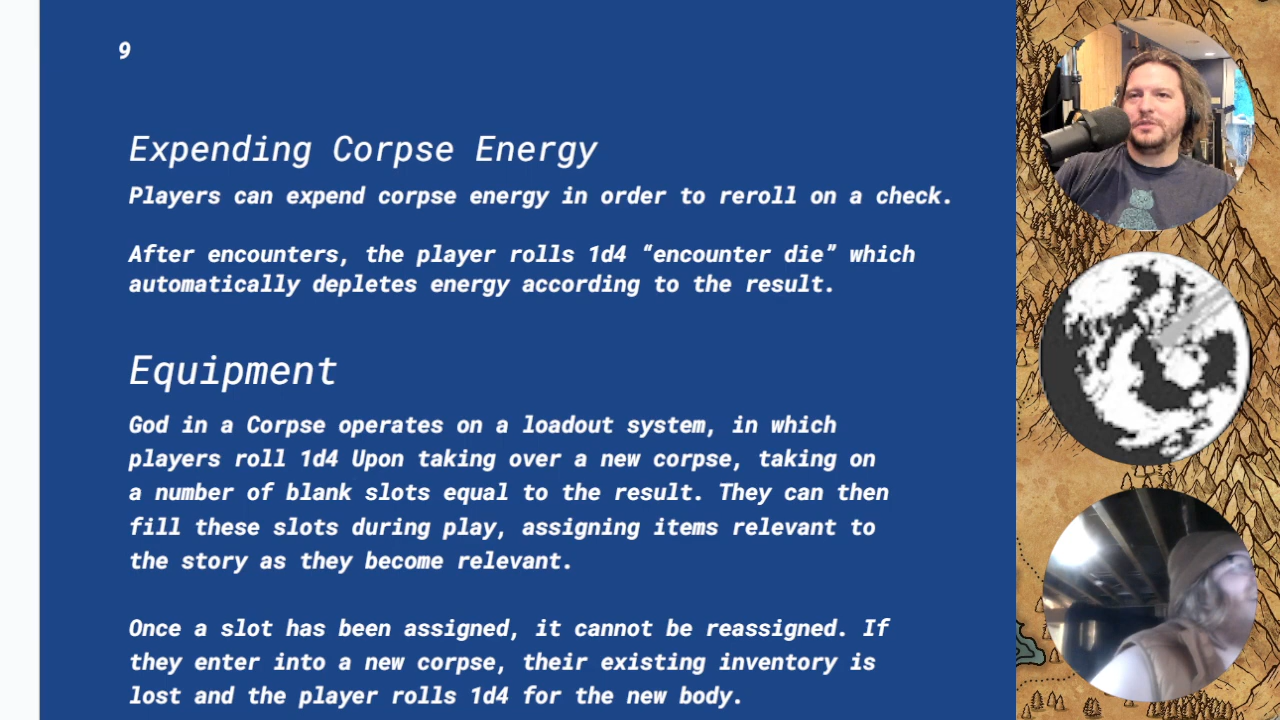 9
Expending Corpse Energy
Players can expend corpse energy in order to reroll on a check.
After encounters, the player rolls 1d4 “encounter die” which
automatically depletes energy according to the result.
Equipment
God in a Corpse operates on a loadout system, in which
players roll 1d4 Upon taking over a new corpse, taking on
a number of blank slots equal to the result. They can then
fill these slots during play, assigning items relevant to
the story as they become relevant.
Once a slot has been assigned, it cannot be reassigned. If
they enter into a new corpse, their existing inventory is
lost and the player rolls 1d4 for the new body.